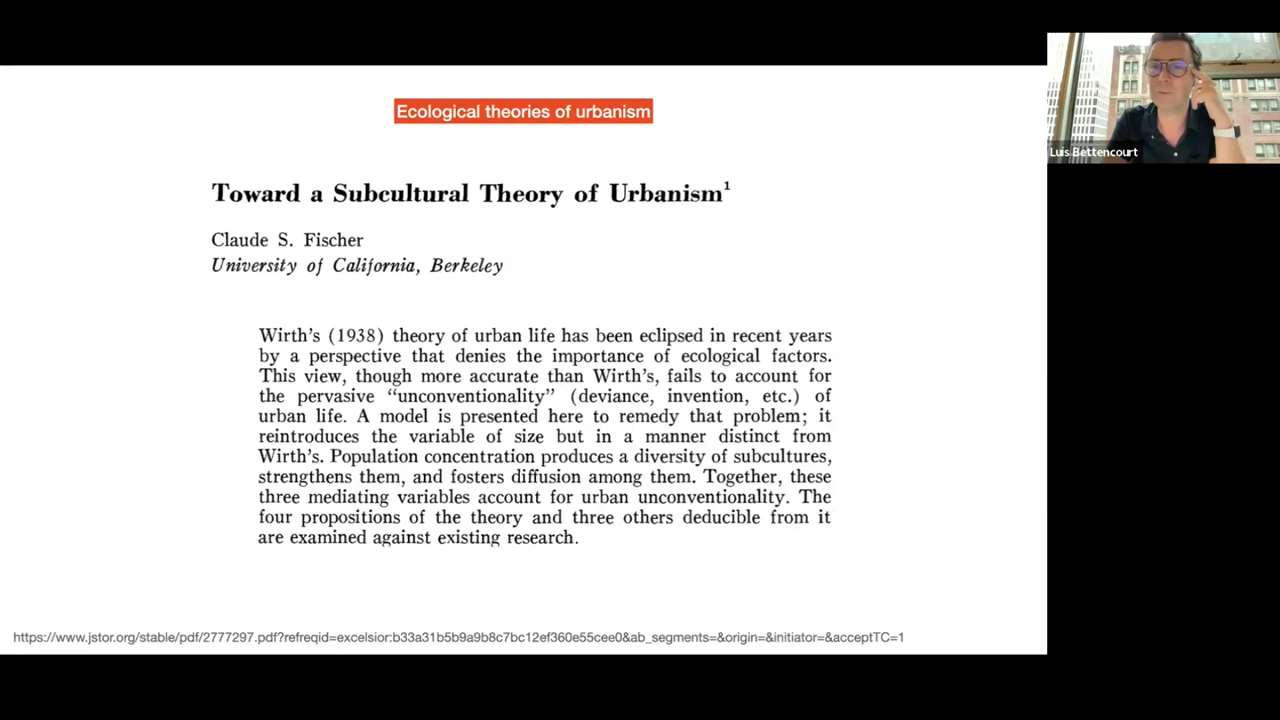 Ecological theories of urbanism
Toward a Subcultural Theory of Urbanism¹
Claude S. Fischer
University of California, Berkeley
Wirth's (1938) theory of urban life has been eclipsed in recent years
by a perspective that denies the importance of ecological factors.
This view, though more accurate than Wirth's, fails to account for
the pervasive "unconventionality" (deviance, invention, etc.) of
urban life. A model is presented here to remedy that problem; it
reintroduces the variable of size but in a manner distinct from
Wirth's. Population concentration produces a diversity of subcultures,
strengthens them, and fosters diffusion among them. Together, these
three mediating variables account for urban unconventionality. The
four propositions of the theory and three others deducible from it
are examined against existing research.
https://www.jstor.org/stable/pdf/2777297.pdf?refreqid=excelsior:b33a31b5b9a9b8c7bc12ef360e55cee0&ab_segments=&origin=&initiator=&acceptTC=1
Luis Bettencourt